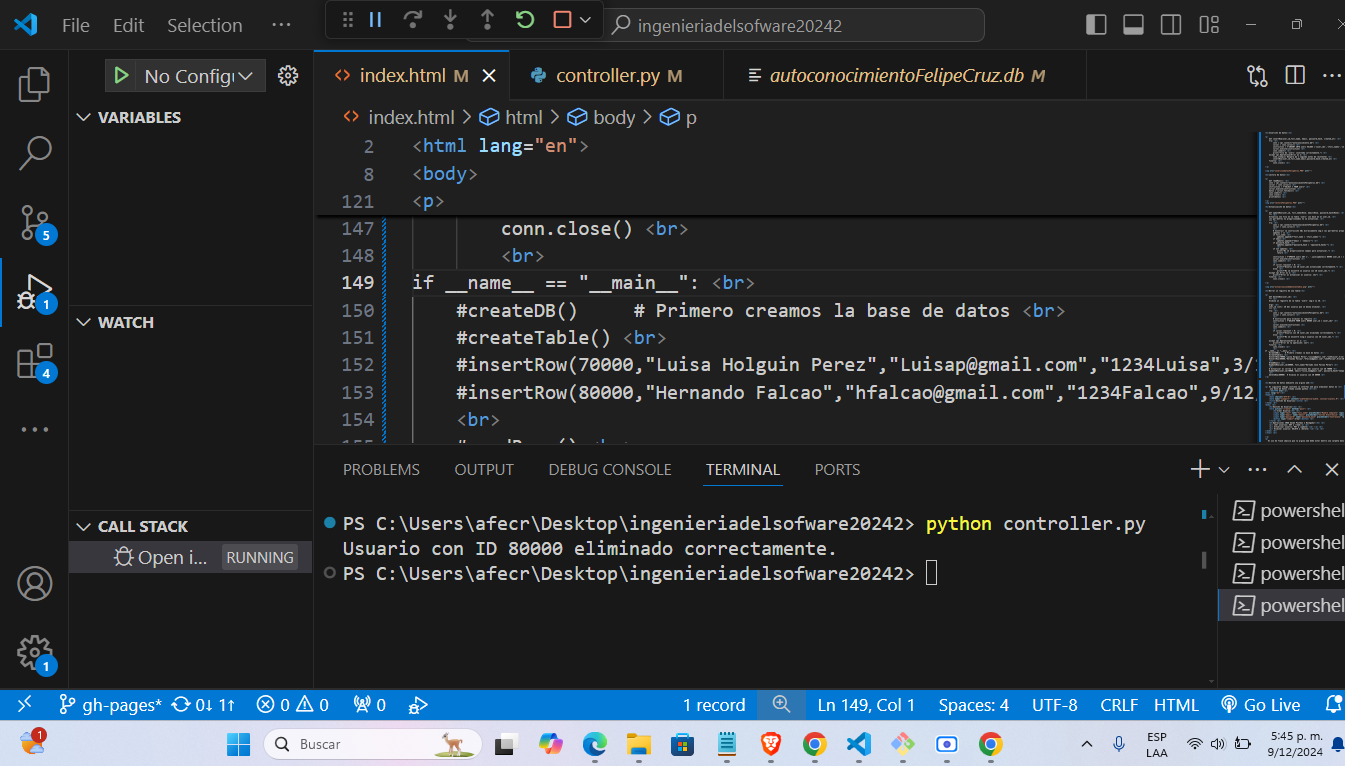 File Edit Selection ···
ingenieriadelsofware20242
No Config
index.html M
controller.py M
autoconocimientoFelipeCruz.db M
VARIABLES
index.html > html > body > p
2 <html lang="en">
8 <body>
121 <p>
147 conn.close() <br>
148 <br>
149 if __name__ == "__main__": <br>
150 #createDB() # Primero creamos la base de datos <br>
151 #createTable() <br>
152 #insertRow(70000,"Luisa Holguin Perez","Luisap@gmail.com","1234Luisa",3/
153 #insertRow(80000,"Hernando Falcao","hfalcao@gmail.com","1234Falcao",9/12
154 <br>
WATCH
CALL STACK
Open i... RUNNING
5
1
4
1
PROBLEMS OUTPUT DEBUG CONSOLE TERMINAL PORTS
PS C:\Users\afecr\Desktop\ingenieriadelsofware20242> python controller.py
Usuario con ID 80000 eliminado correctamente.
PS C:\Users\afecr\Desktop\ingenieriadelsofware20242>
powershel
powershel
powershel
powershel
gh-pages* 0↓ 1↑ 0 0 0 1 record Ln 149, Col 1 Spaces: 4 UTF-8 CRLF HTML Go Live
1 Buscar ESP 5:45 p. m.
LAA 9/12/2024